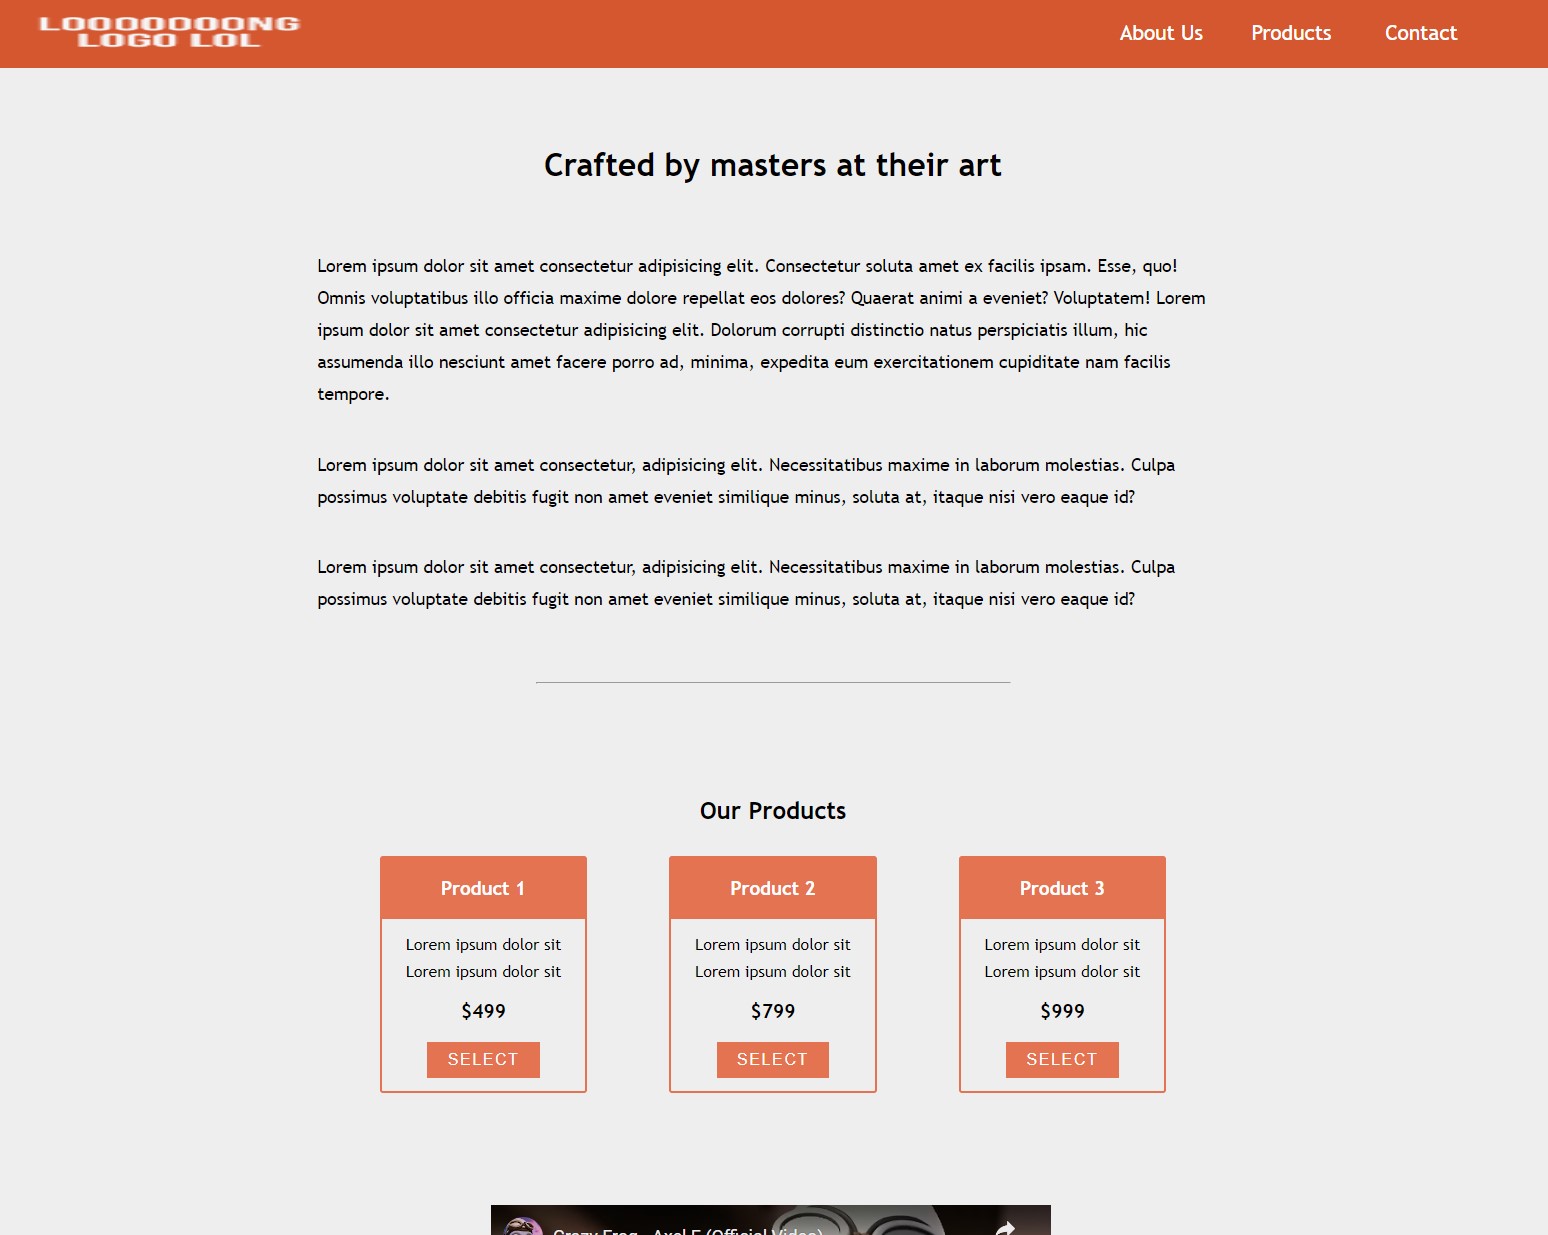 LOOOOOOONG
LOGO LOL
About Us Products Contact
Crafted by masters at their art
Lorem ipsum dolor sit amet consectetur adipisicing elit. Consectetur soluta amet ex facilis ipsam. Esse, quo!
Omnis voluptatibus illo officia maxime dolore repellat eos dolores? Quaerat animi a eveniet? Voluptatem! Lorem
ipsum dolor sit amet consectetur adipisicing elit. Dolorum corrupti distinctio natus perspiciatis illum, hic
assumenda illo nesciunt amet facere porro ad, minima, expedita eum exercitationem cupiditate nam facilis
tempore.
Lorem ipsum dolor sit amet consectetur, adipisicing elit. Necessitatibus maxime in laborum molestias. Culpa
possimus voluptate debitis fugit non amet eveniet similique minus, soluta at, itaque nisi vero eaque id?
Lorem ipsum dolor sit amet consectetur, adipisicing elit. Necessitatibus maxime in laborum molestias. Culpa
possimus voluptate debitis fugit non amet eveniet similique minus, soluta at, itaque nisi vero eaque id?
Our Products
Product 1
Lorem ipsum dolor sit
Lorem ipsum dolor sit
$499
SELECT
Product 2
Lorem ipsum dolor sit
Lorem ipsum dolor sit
$799
SELECT
Product 3
Lorem ipsum dolor sit
Lorem ipsum dolor sit
$999
SELECT
Crazy Frog - Axel F (Official Video)